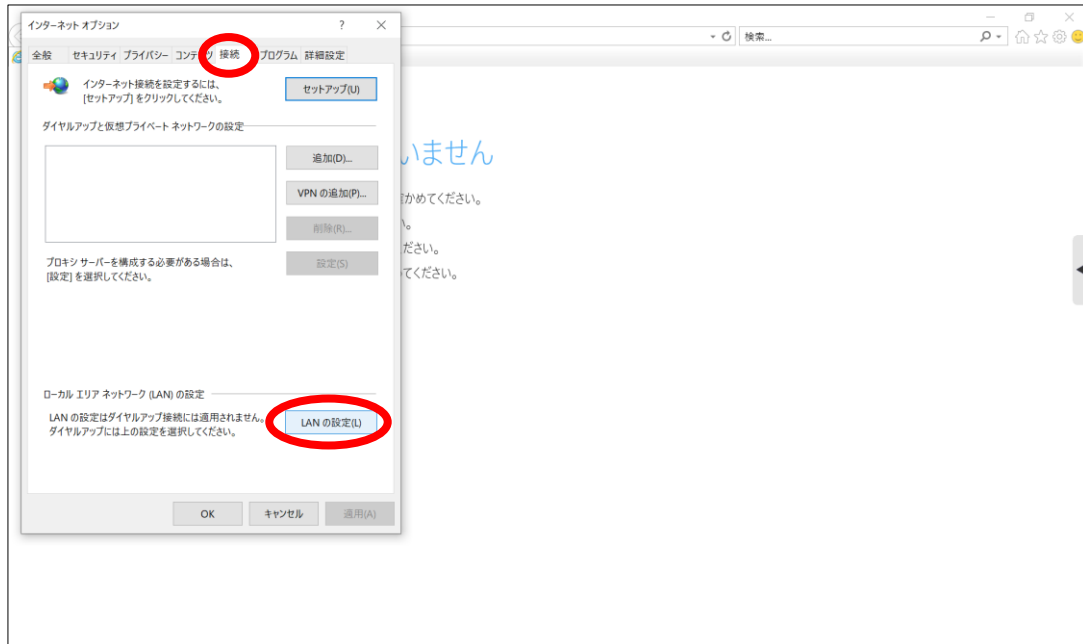 インターネット オプション ? ×
検索...
全般 セキュリティ プライバシー コンテンツ 接続 プログラム 詳細設定
インターネット接続を設定するには、
[セットアップ] をクリックしてください。
セットアップ(U)
ダイヤルアップと仮想プライベート ネットワークの設定
追加(D)...
VPN の追加(P)...
削除(R)...
設定(S)
プロキシ サーバーを構成する必要がある場合は、
[設定] を選択してください。
ローカル エリア ネットワーク (LAN) の設定
LAN の設定はダイヤルアップ接続には適用されません。
ダイヤルアップには上の設定を選択してください。
LAN の設定(L)
OK キャンセル 適用(A)
いません
かめてください。
い。
ださい。
てください。